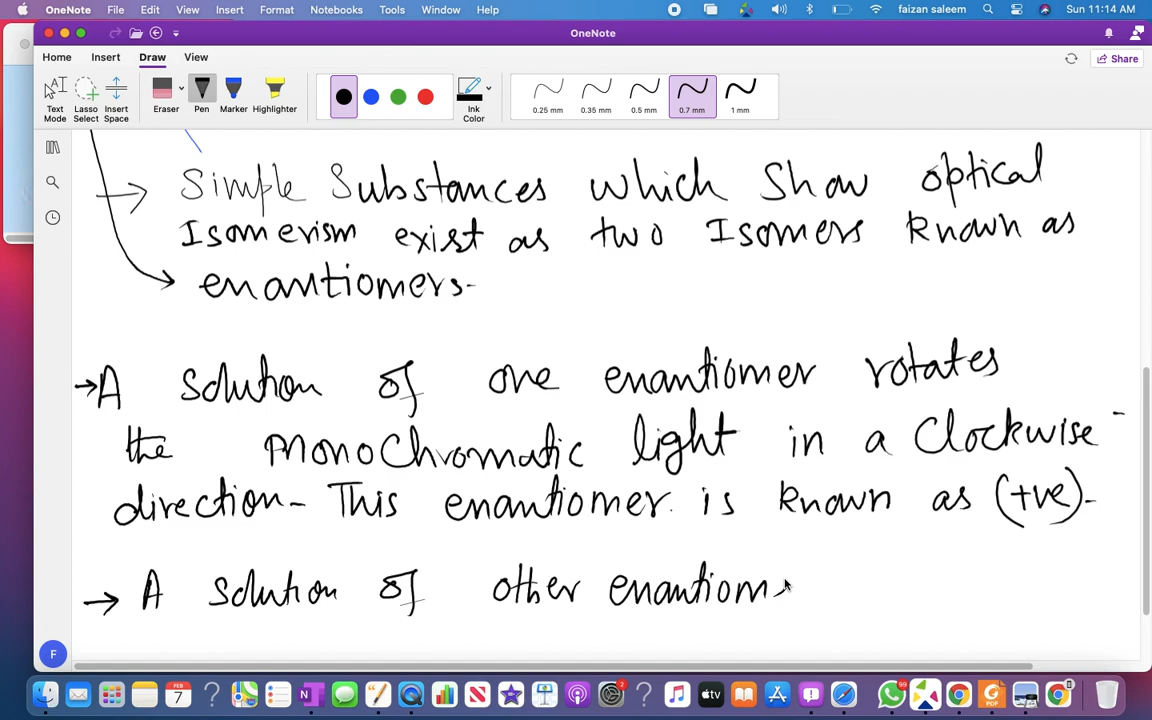 OneNote File Edit View Insert Format Notebooks Tools Window Help faizan saleem Sun 11:14 AM
OneNote
Home Insert Draw View Share
Text Mode Lasso Select Insert Space Eraser Pen Marker Highlighter Ink Color 0.25 mm 0.35 mm 0.5 mm 0.7 mm 1 mm
Simple Substances which Show optical
Isomerism exist as two Isomers Known as
enantiomers.
A solution of one enantiomer rotates
the monochromatic light in a Clockwise
direction. This enantiomer is known as (+ve).
A solution of other enantiom
F
FEB 7